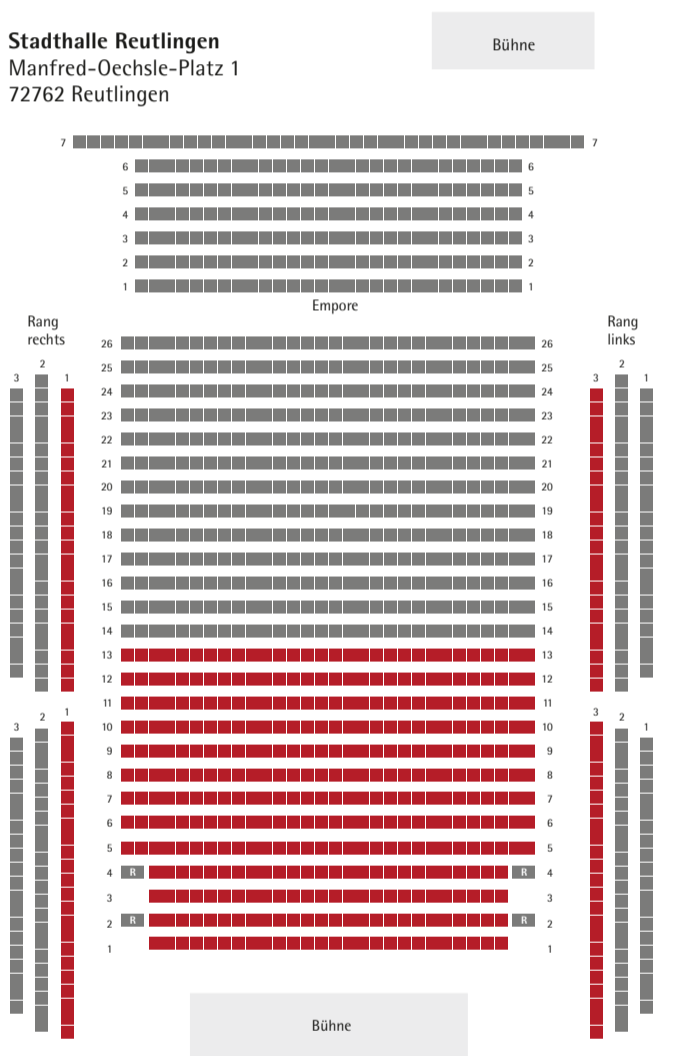 Stadthalle Reutlingen
Manfred-Oechsle-Platz 1
72762 Reutlingen
Bühne
7 7
6 6
5 5
4 4
3 3
2 2
1 1
Empore
Rang
rechts
Rang
links
3 2 1
3 2 1
26 26
25 25
24 24
23 23
22 22
21 21
20 20
19 19
18 18
17 17
16 16
15 15
14 14
13 13
12 12
11 11
3 2 1
3 2 1
10 10
9 9
8 8
7 7
6 6
5 5
4 R R 4
3 3
2 R R 2
1 1
Bühne